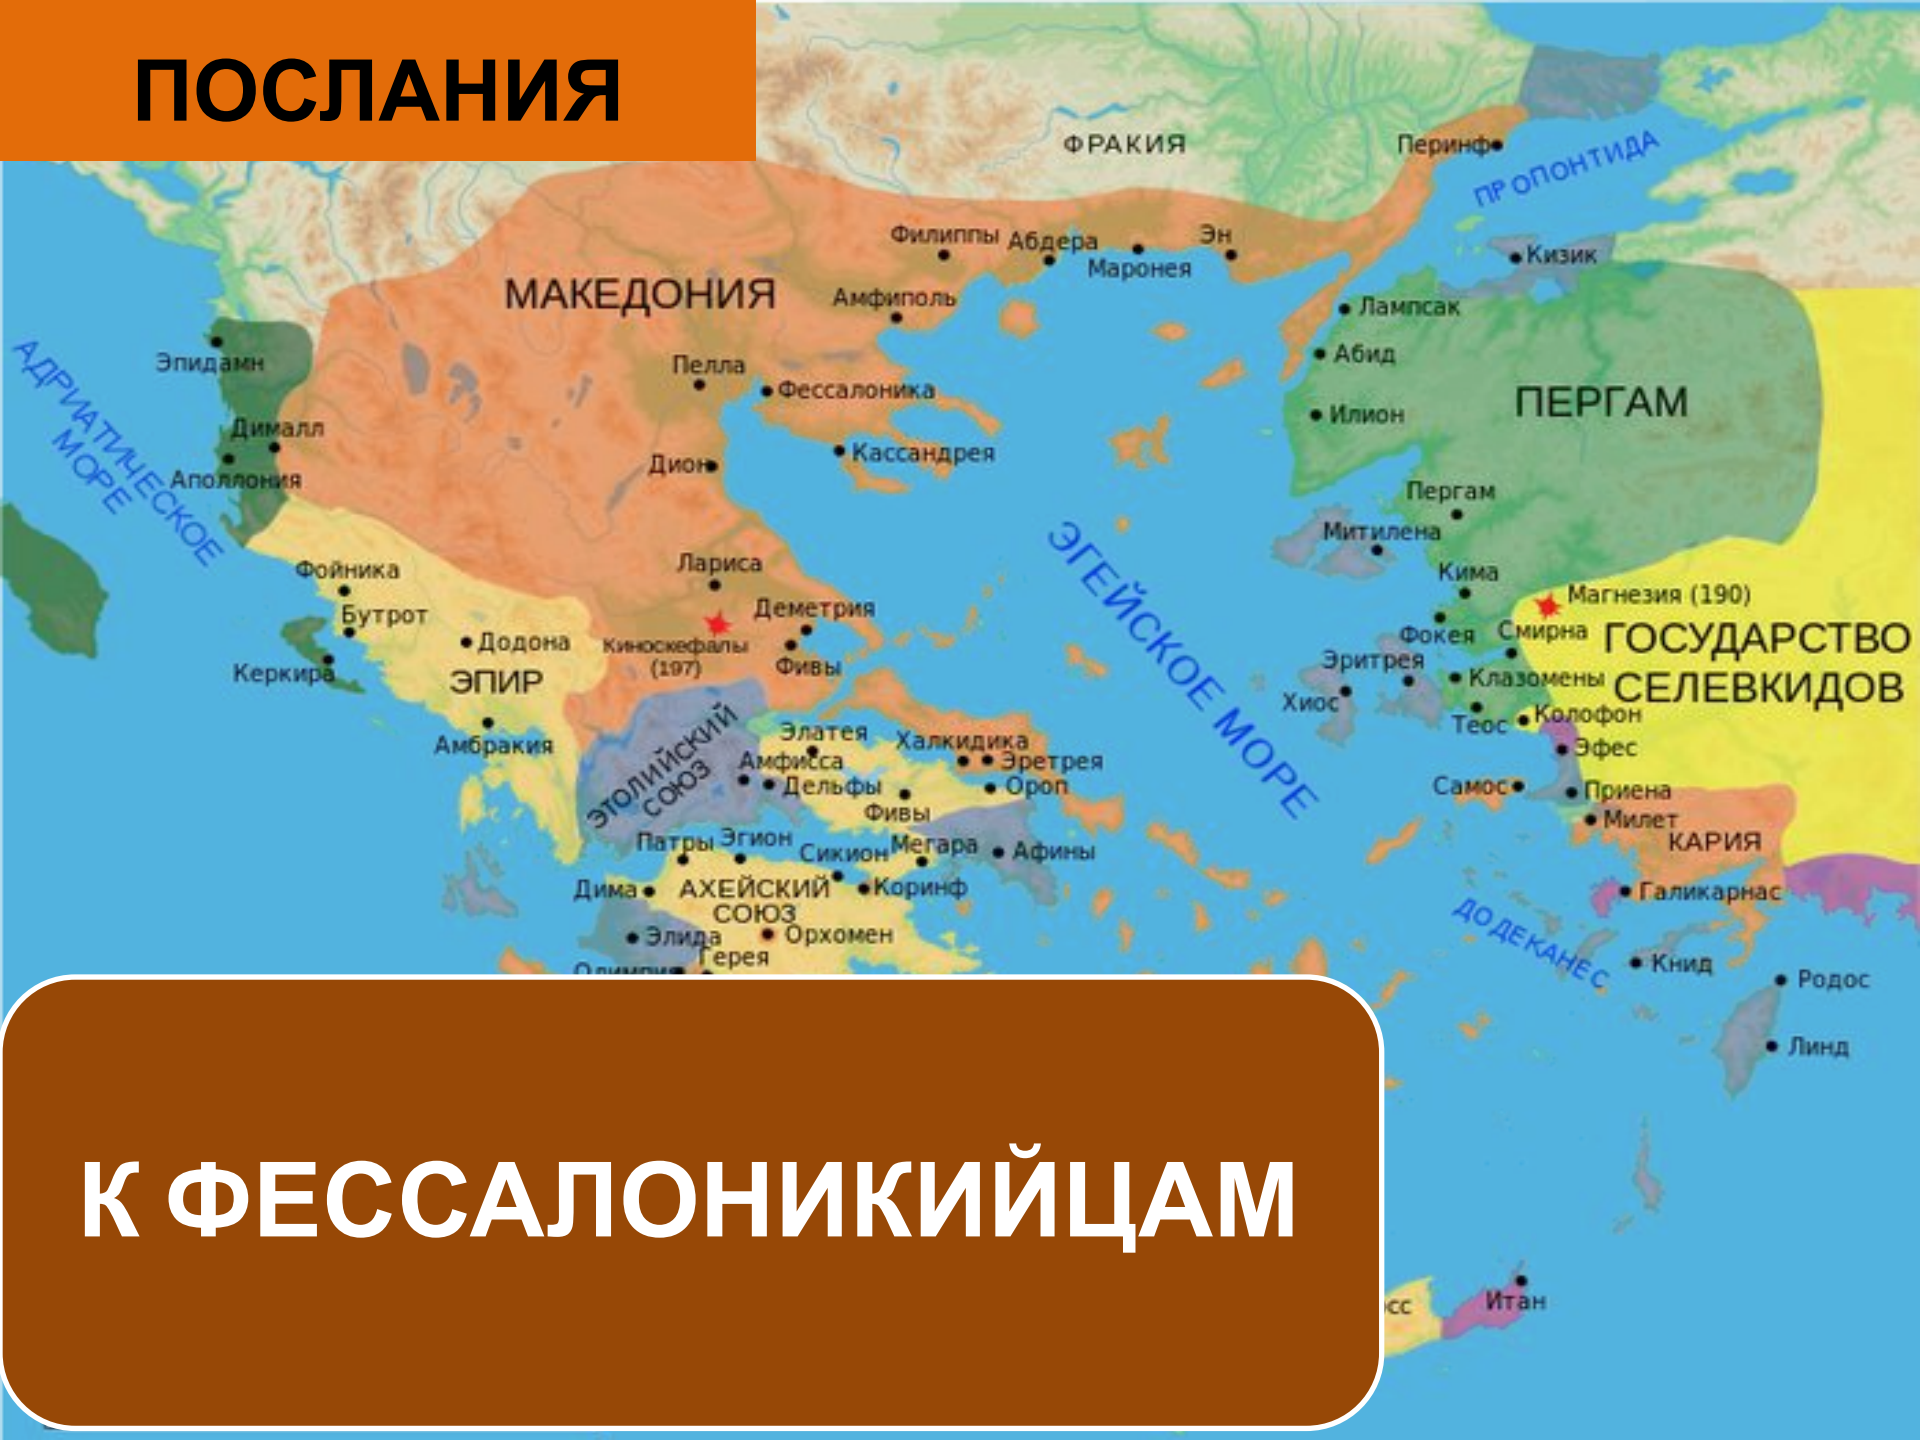 ПОСЛАНИЯ
ФРАКИЯ
Перинф
ПРОПОНТИДА
Филиппы
Абдера
Маронея
Эн
Кизик
МАКЕДОНИЯ
Амфиполь
Лампсак
Эпидамн
Пелла
Фессалоника
Абид
ПЕРГАМ
Илион
АДРИАТИЧЕСКОЕ
МОРЕ
Дималл
Аполлония
Дион
Кассандрея
Пергам
Митилена
ЭГЕЙСКОЕ МОРЕ
Фойника
Лариса
Кима
Магнезия (190)
Бутрот
Деметрия
Додона
Киноскефалы
(197)
Фивы
Фокея
Смирна
ГОСУДАРСТВО
СЕЛЕВКИДОВ
Керкира
ЭПИР
Эритрея
Клазомены
Хиос
Теос
Колофон
Амбракия
ЭТОЛИЙСКИЙ
СОЮЗ
Элатея
Халкидика
Эфес
Амфисса
Эретрея
Дельфы
Ороп
Самос
Приена
Фивы
Милет
КАРИЯ
Патры
Эгион
Сикион
Мегара
Афины
Дима
АХЕЙСКИЙ
СОЮЗ
Коринф
Галикарнас
Элида
Орхомен
ДОДЕКАНЕС
Герея
Олимпия
Книд
Родос
Линд
К ФЕССАЛОНИКИЙЦАМ
Итан